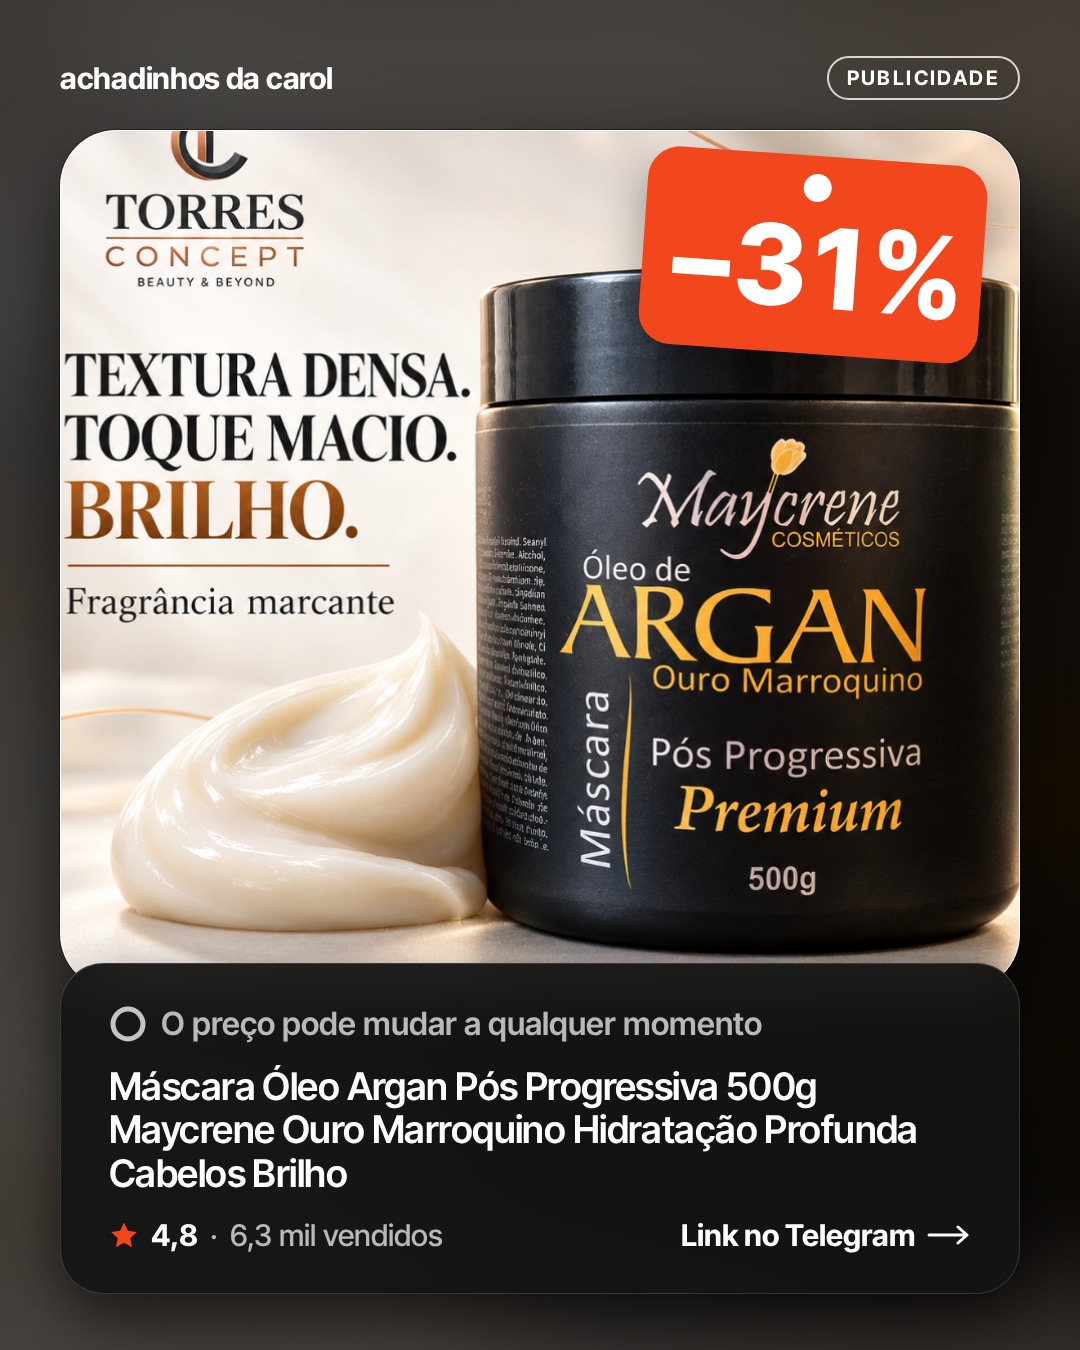 achadinhos da carol
PUBLICIDADE
TORRES
CONCEPT
BEAUTY & BEYOND
-31%
TEXTURA DENSA.
TOQUE MACIO.
BRILHO.
Fragrância marcante
Maycrene
COSMÉTICOS
Óleo de
ARGAN
Ouro Marroquino
Máscara
Pós Progressiva
Premium
500g
O preço pode mudar a qualquer momento
Máscara Óleo Argan Pós Progressiva 500g
Maycrene Ouro Marroquino Hidratação Profunda
Cabelos Brilho
4,8 · 6,3 mil vendidos
Link no Telegram →